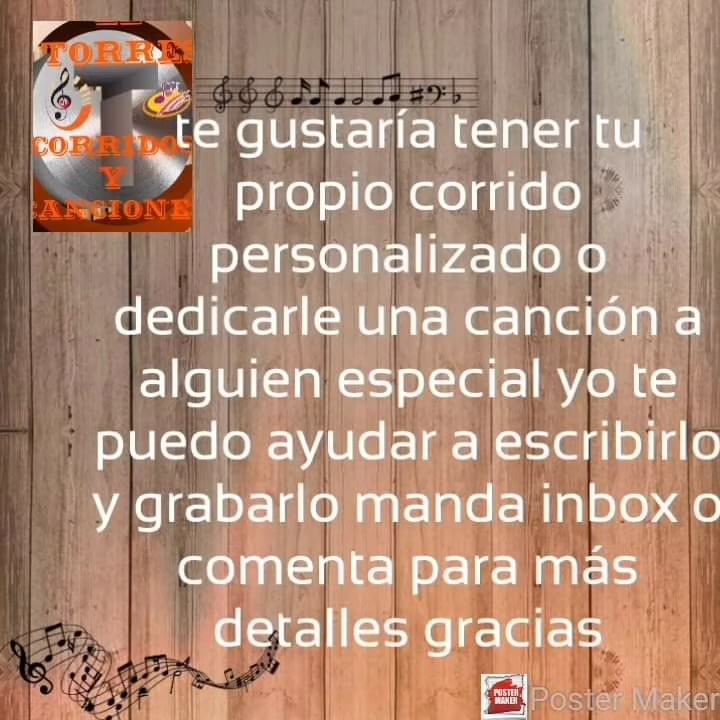 TORRES
CORRIDOS
Y
CANCIONE
te gustaría tener tu
propio corrido
personalizado o
dedicarle una canción a
alguien especial yo te
puedo ayudar a escribirlo
y grabarlo manda inbox o
comenta para más
detalles gracias
POSTER
MAKER
Poster Maker